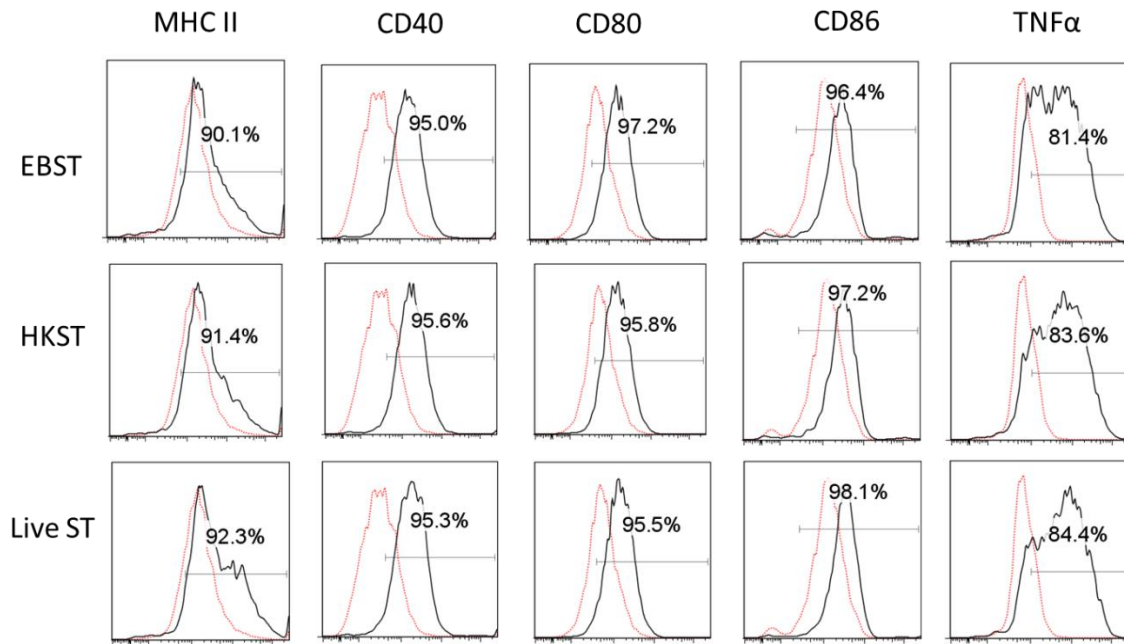 MHC II CD40 CD80 CD86 TNFα
EBST 90.1% 95.0% 97.2% 96.4% 81.4%
HKST 91.4% 95.6% 95.8% 97.2% 83.6%
Live ST 92.3% 95.3% 95.5% 98.1% 84.4%